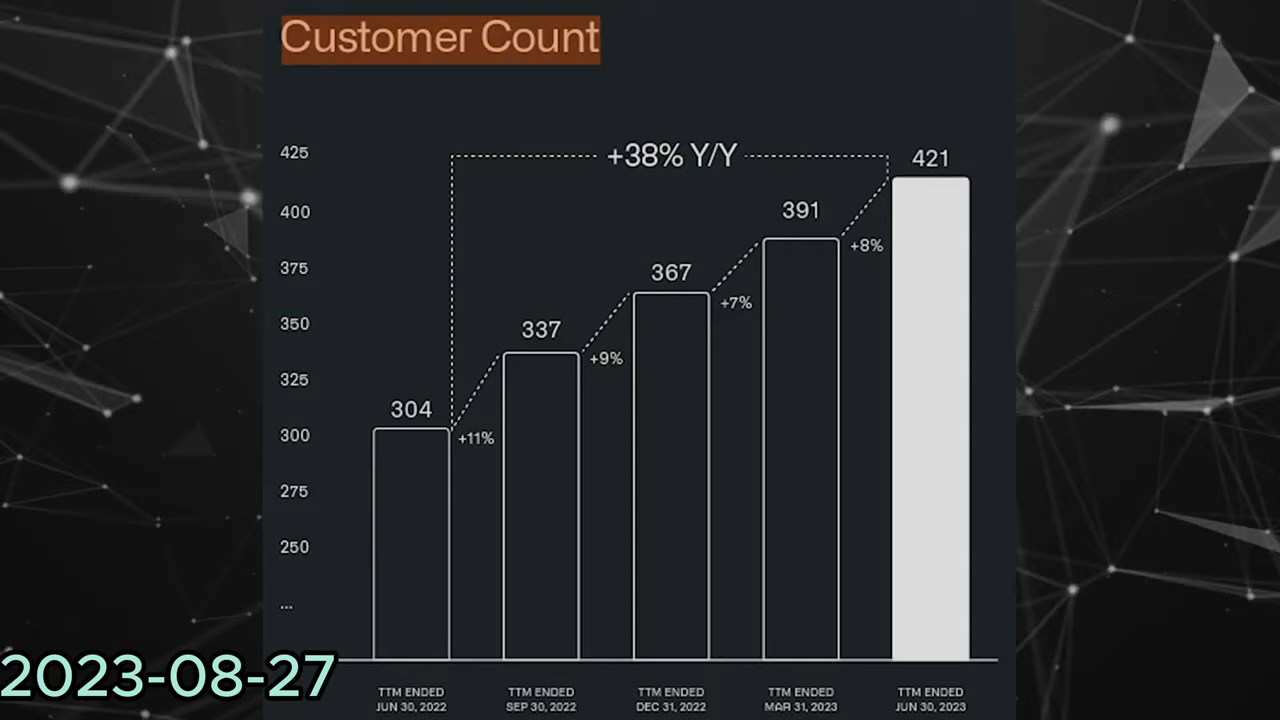 Customer Count
425
400
375
350
325
300
275
250
...
+38% Y/Y
304
+11%
337
+9%
367
+7%
391
+8%
421
TTM ENDED
JUN 30, 2022
TTM ENDED
SEP 30, 2022
TTM ENDED
DEC 31, 2022
TTM ENDED
MAR 31, 2023
TTM ENDED
JUN 30, 2023
2023-08-27